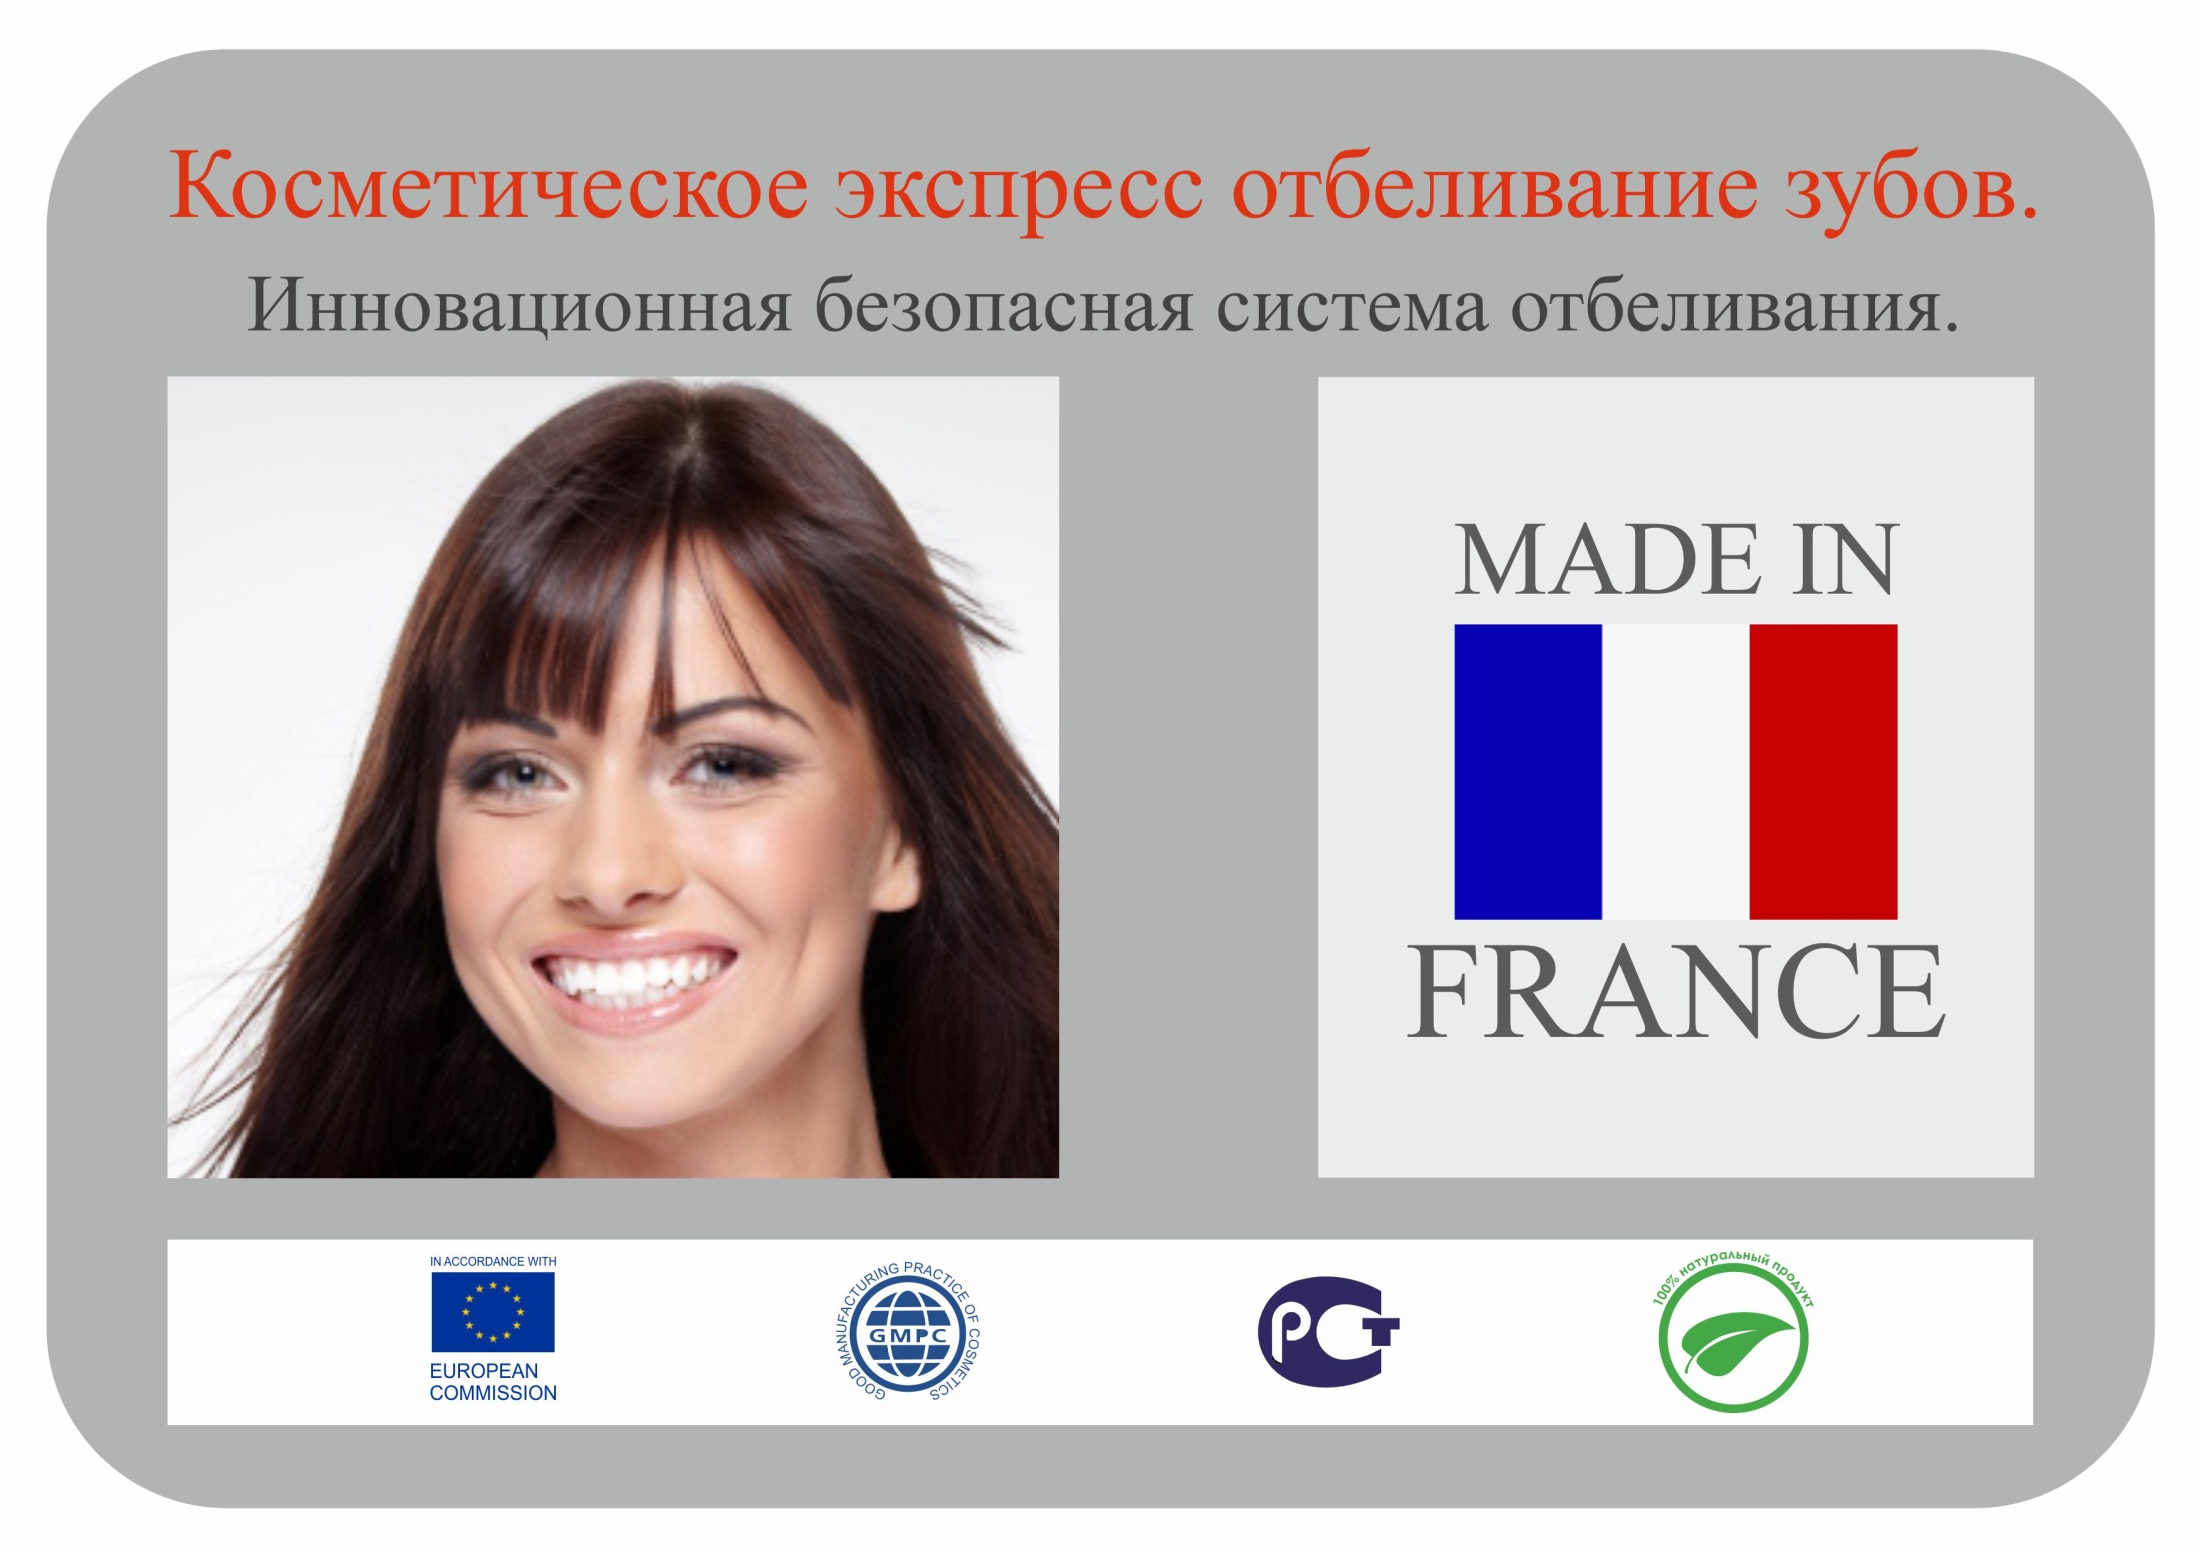 Косметическое экспресс отбеливание зубов.
Инновационная безопасная система отбеливания.
MADE IN
FRANCE
IN ACCORDANCE WITH
EUROPEAN
COMMISSION
GOOD MANUFACTURING PRACTICE OF COSMETICS
GMPC
РСТ
100% натуральный продукт